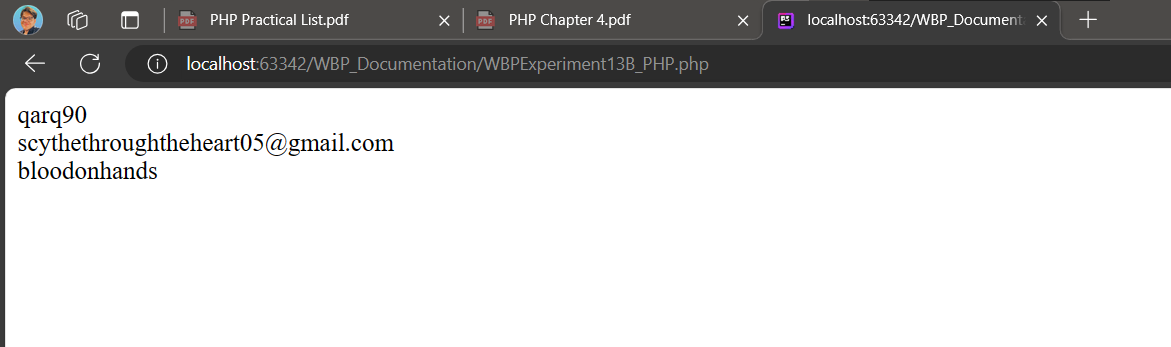 PHP Practical List.pdf
PHP Chapter 4.pdf
localhost:63342/WBP_Documenta
localhost:63342/WBP_Documentation/WBPExperiment13B_PHP.php
qarq90
scythethroughtheheart05@gmail.com
bloodonhands